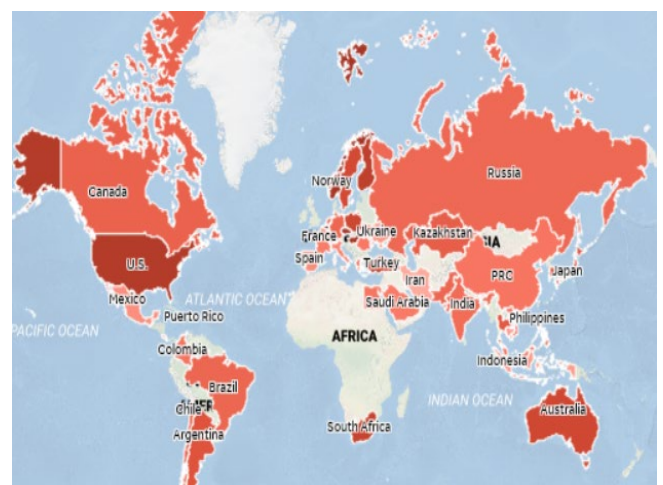 Canada
Norway
Russia
U.S.
France
Ukraine
Kazakhstan
IA
Spain
Turkey
Iran
PRC
Japan
Mexico
ATLANTIC OCEAN
Saudi Arabia
India
Puerto Rico
PACIFIC OCEAN
AFRICA
Philippines
Colombia
Indonesia
Brazil
INDIAN OCEAN
Chile
Australia
South Africa
Argentina